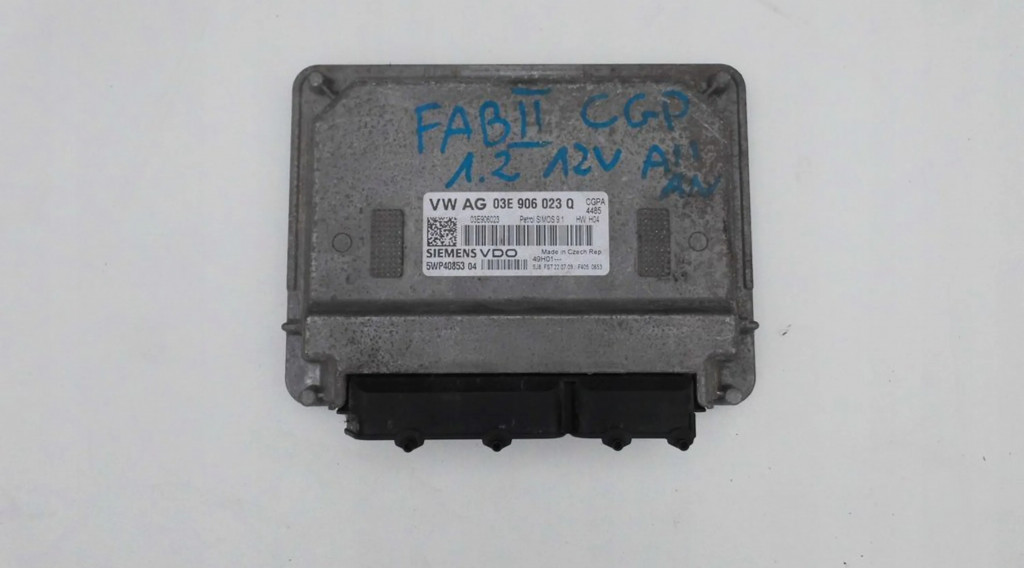 FAB II CGP
1.2 12V
VW AG 03E 906 023 Q CGPA
4485
03E906023 Petrol SIMOS 9.1 HW H04
SIEMENS VDO Made in Czech Rep.
5WP40853 04 49H01---